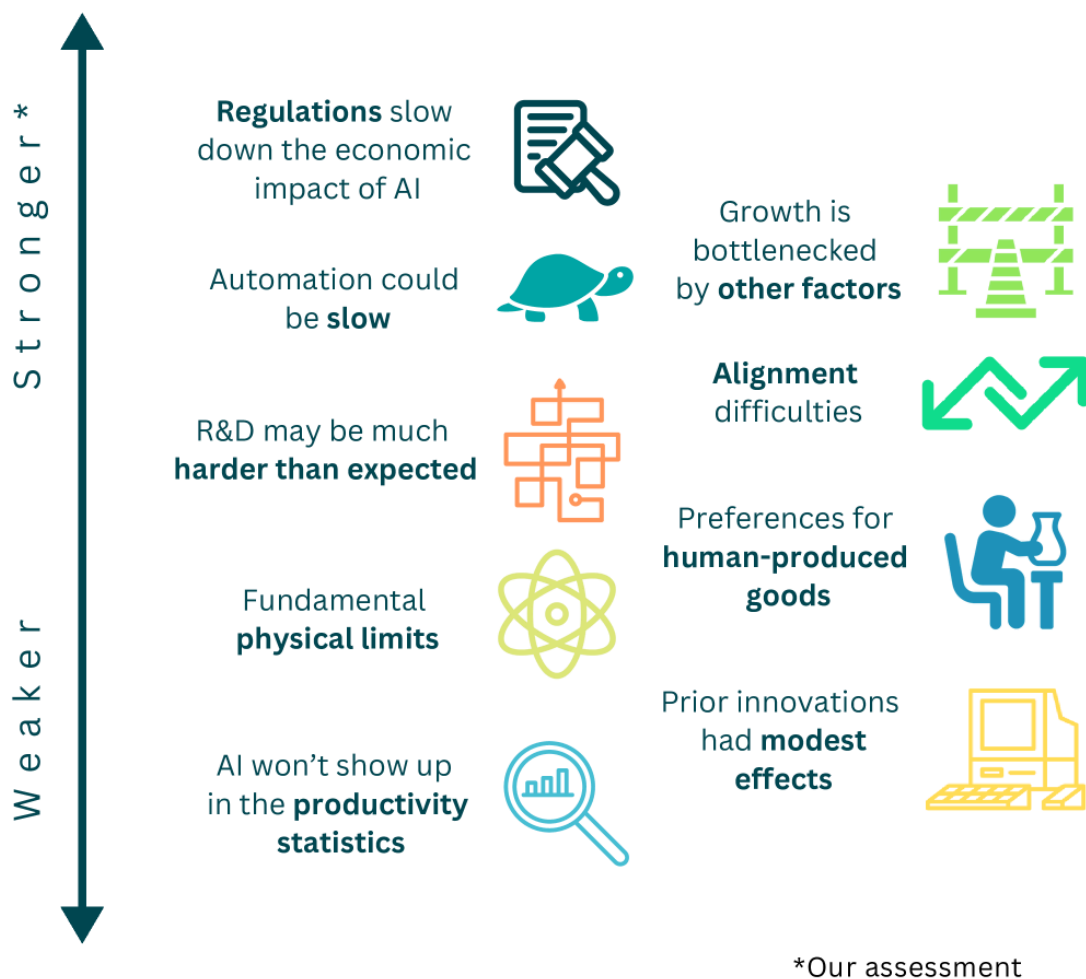 Stronger*
Weaker
Regulations slow
down the economic
impact of AI
Growth is
bottlenecked
by other factors
Automation could
be slow
Alignment
difficulties
R&D may be much
harder than expected
Preferences for
human-produced
goods
Fundamental
physical limits
Prior innovations
had modest
effects
AI won’t show up
in the productivity
statistics
*Our assessment